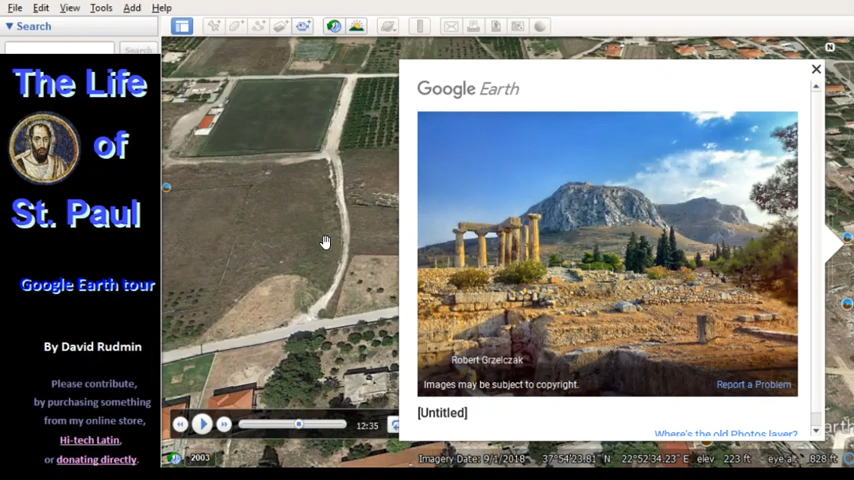 File Edit View Tools Add Help
Search
Search
The Life
of
St. Paul
Google Earth tour
By David Rudmin
Please contribute,
by purchasing something
from my online store,
Hi-tech Latin,
or donating directly.
N
Google Earth
Robert Grzelczak
Images may be subject to copyright.
Report a Problem
[Untitled]
Where's the old Photos layer?
12:35
2003
Imagery Date: 9/1/2018 37°54'23.81" N 22°52'34.23" E elev 223 ft eye alt 828 ft